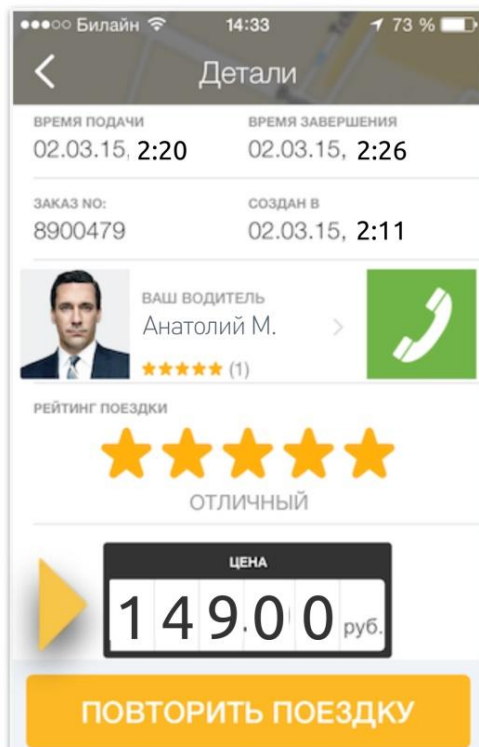 Билайн 14:33 73 %
Детали
ВРЕМЯ ПОДАЧИ ВРЕМЯ ЗАВЕРШЕНИЯ
02.03.15, 2:20 02.03.15, 2:26
ЗАКАЗ NO: СОЗДАН В
8900479 02.03.15, 2:11
ВАШ ВОДИТЕЛЬ
Анатолий М.
(1)
РЕЙТИНГ ПОЕЗДКИ
ОТЛИЧНЫЙ
ЦЕНА
149.00 руб.
ПОВТОРИТЬ ПОЕЗДКУ